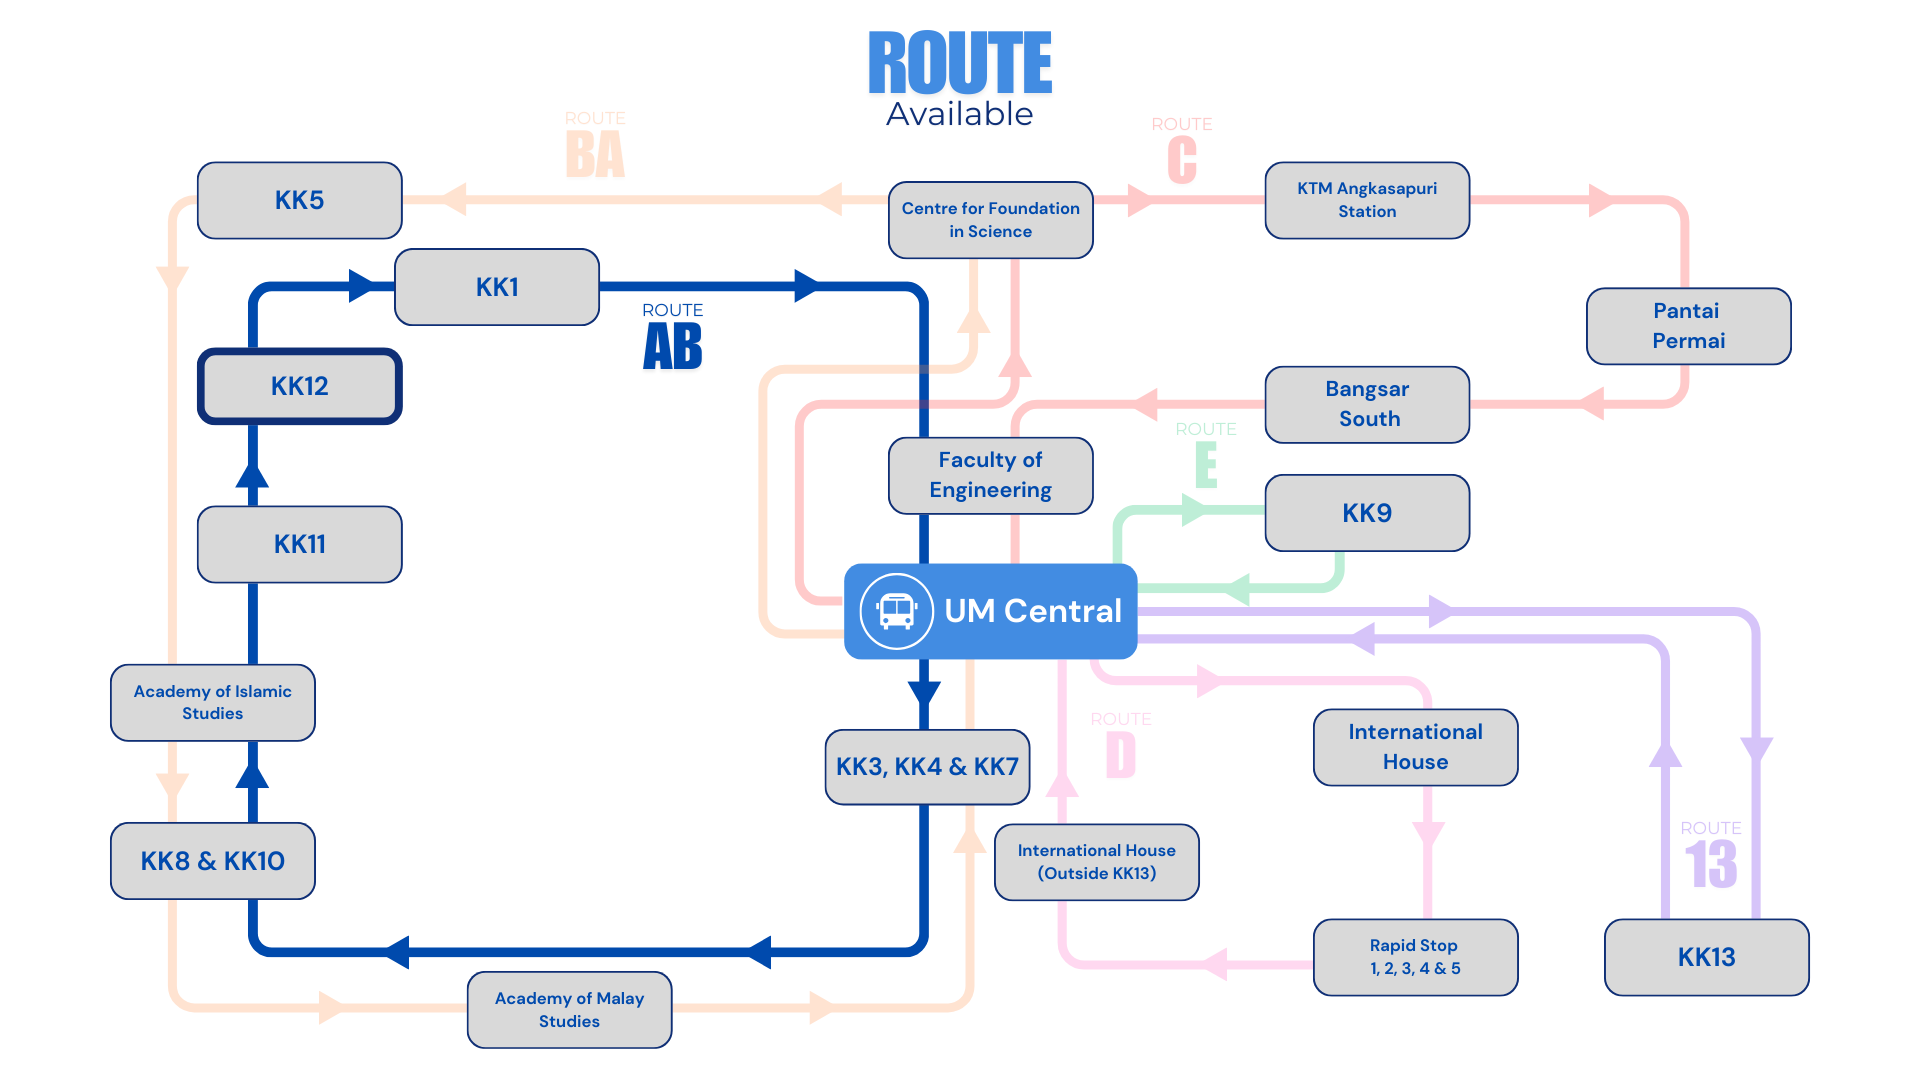 ROUTE
Available
ROUTE
BA
ROUTE
C
KK5
Centre for Foundation
in Science
KTM Angkasapuri
Station
KK1
ROUTE
AB
Pantai
Permai
KK12
Bangsar
South
ROUTE
E
Faculty of
Engineering
KK9
KK11
UM Central
Academy of Islamic
Studies
ROUTE
D
International
House
KK3, KK4 & KK7
KK8 & KK10
International House
(Outside KK13)
ROUTE
13
Rapid Stop
1, 2, 3, 4 & 5
KK13
Academy of Malay
Studies